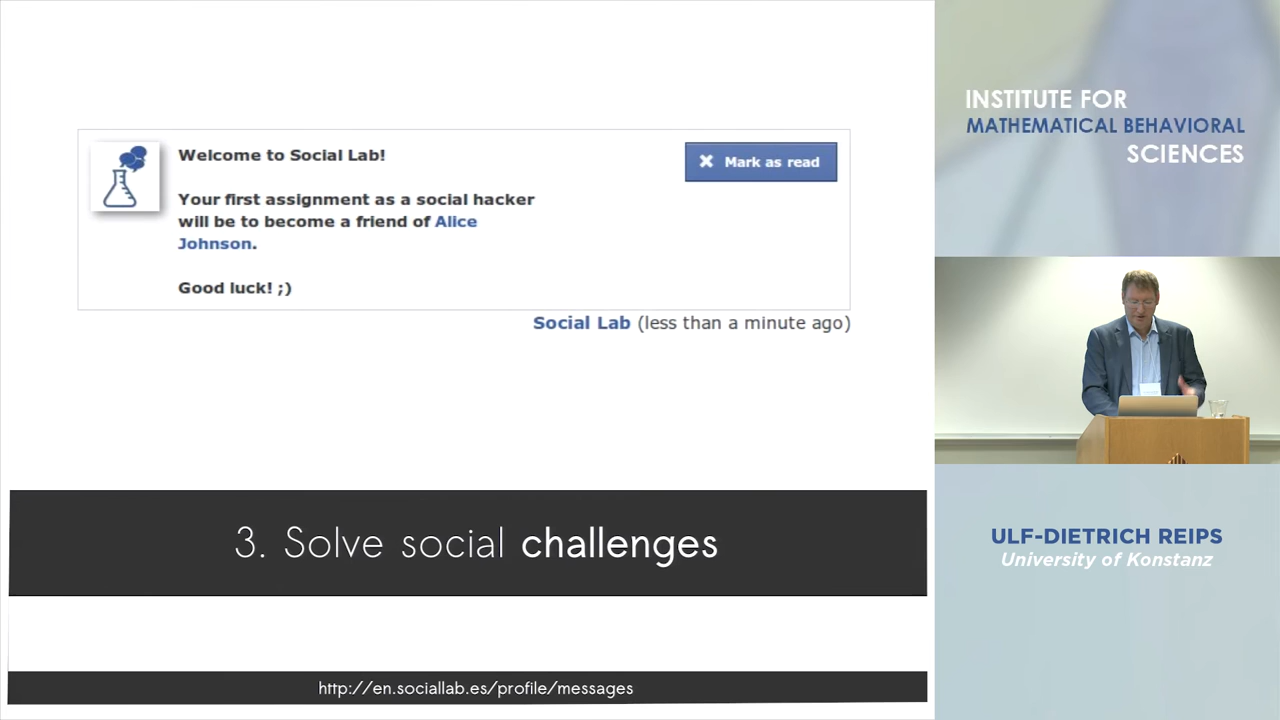 Welcome to Social Lab!
Mark as read
Your first assignment as a social hacker
will be to become a friend of Alice
Johnson.
Good luck! ;)
Social Lab (less than a minute ago)
3. Solve social challenges
http://en.sociallab.es/profile/messages
INSTITUTE FOR
MATHEMATICAL BEHAVIORAL
SCIENCES
ULF-DIETRICH REIPS
University of Konstanz